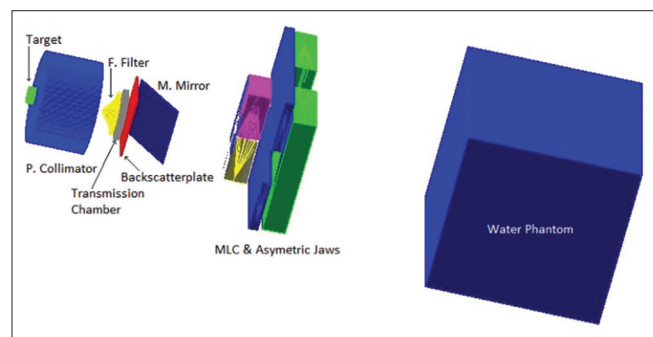 Target
F. Filter
M. Mirror
P. Collimator
Backscatterplate
Transmission
Chamber
MLC & Asymetric Jaws
Water Phantom